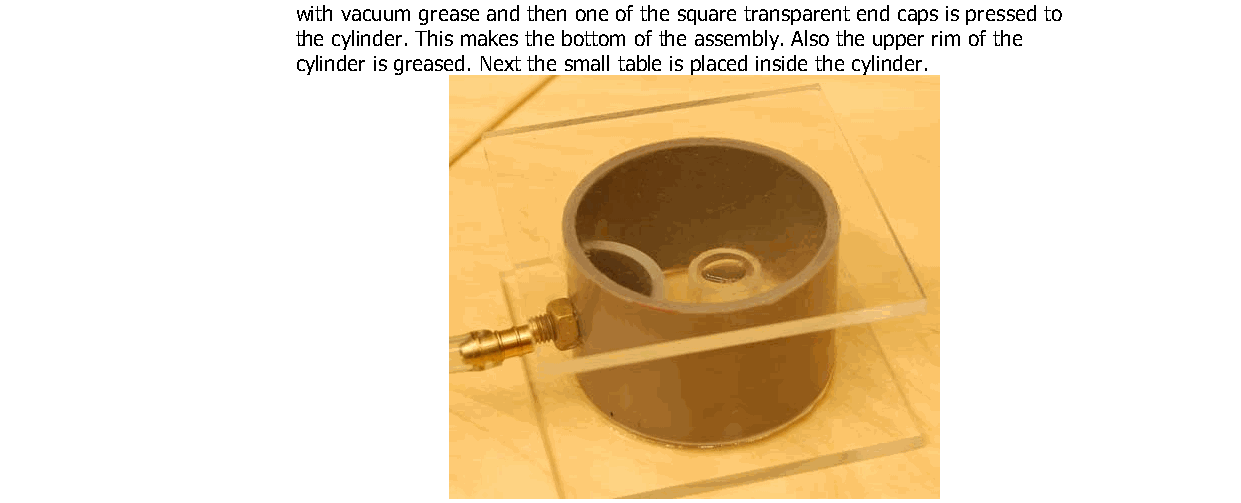 with vacuum grease and then one of the square transparent end caps is pressed to
the cylinder. This makes the bottom of the assembly. Also the upper rim of the
cylinder is greased. Next the small table is placed inside the cylinder.